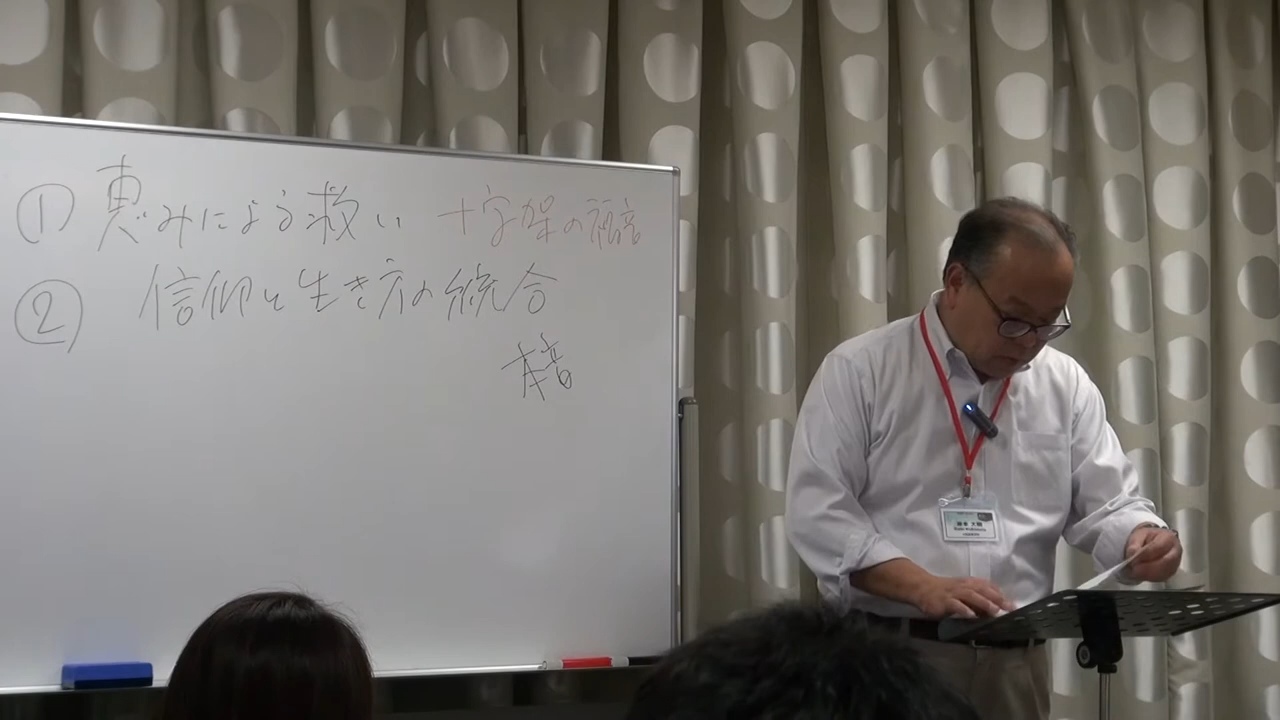 ① 恵みによる救い 十字架の福音
② 信仰と生き方の統合
本音